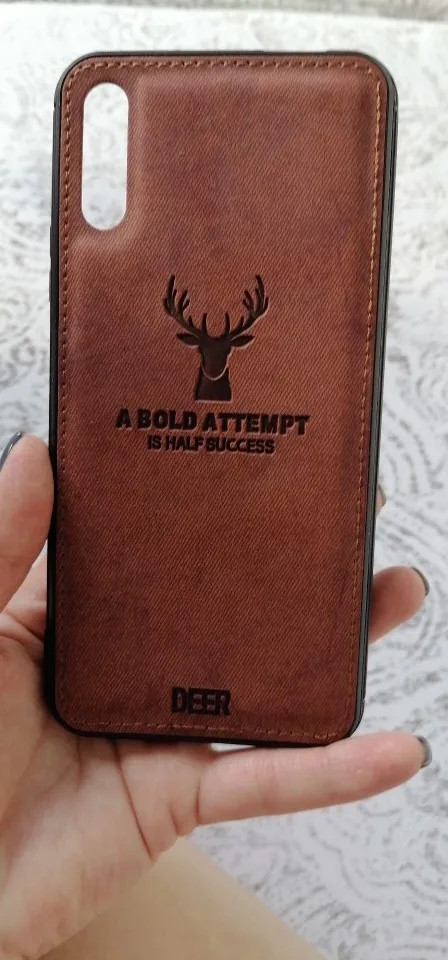 A BOLD ATTEMPT
IS HALF SUCCESS
DEER